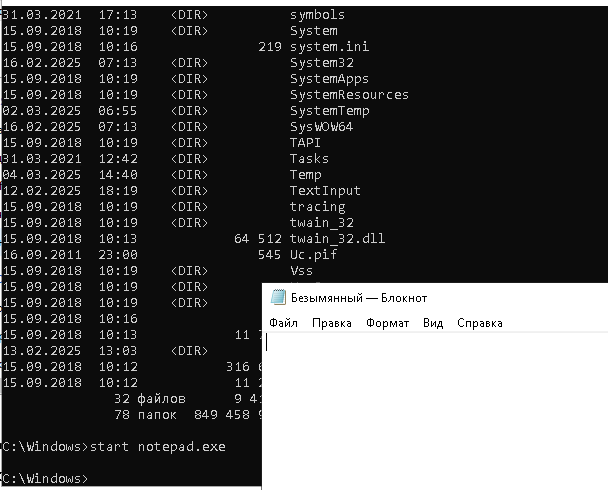 31.03.2021  17:13    <DIR>          symbols
15.09.2018  10:19    <DIR>          System
15.09.2018  10:16               219 system.ini
16.02.2025  07:13    <DIR>          System32
15.09.2018  10:19    <DIR>          SystemApps
15.09.2018  10:19    <DIR>          SystemResources
02.03.2025  06:55    <DIR>          SystemTemp
16.02.2025  07:13    <DIR>          SysWOW64
15.09.2018  10:19    <DIR>          TAPI
31.03.2021  12:42    <DIR>          Tasks
04.03.2025  14:40    <DIR>          Temp
12.02.2025  18:19    <DIR>          TextInput
15.09.2018  10:19    <DIR>          tracing
15.09.2018  10:19    <DIR>          twain_32
15.09.2018  10:13            64 512 twain_32.dll
16.09.2011  23:00               545 Uc.pif
15.09.2018  10:19    <DIR>          Vss
15.09.2018  10:19    <DIR>
15.09.2018  10:19    <DIR>
15.09.2018  10:16
15.09.2018  10:13            11
13.02.2025  13:03    <DIR>
15.09.2018  10:12           316
15.09.2018  10:12            11
32 файлов      9
78 папок  849 458
C:\Windows>start notepad.exe
C:\Windows>
Безымянный — Блокнот
Файл Правка Формат Вид Справка